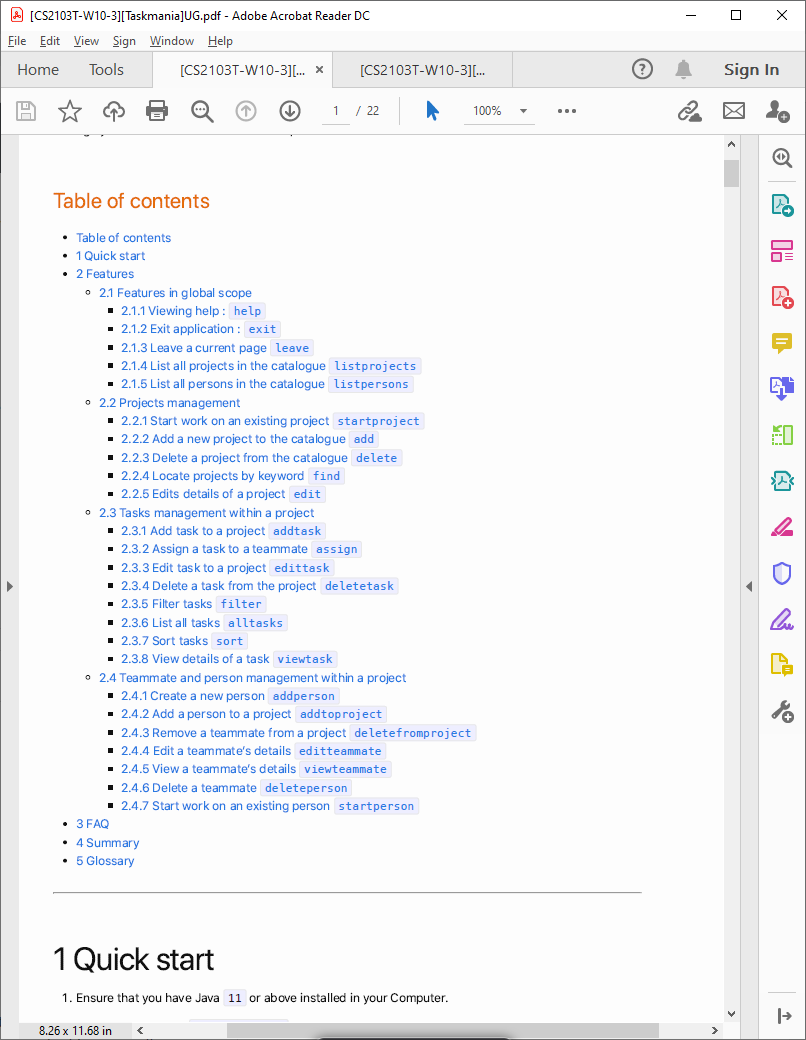 [CS2103T-W10-3][Taskmania]UG.pdf - Adobe Acrobat Reader DC
File Edit View Sign Window Help
Home Tools [CS2103T-W10-3][... × [CS2103T-W10-3][... ? Sign In
1 / 22 100%
Table of contents
Table of contents
1 Quick start
2 Features
2.1 Features in global scope
2.1.1 Viewing help : help
2.1.2 Exit application : exit
2.1.3 Leave a current page leave
2.1.4 List all projects in the catalogue listprojects
2.1.5 List all persons in the catalogue listpersons
2.2 Projects management
2.2.1 Start work on an existing project startproject
2.2.2 Add a new project to the catalogue add
2.2.3 Delete a project from the catalogue delete
2.2.4 Locate projects by keyword find
2.2.5 Edits details of a project edit
2.3 Tasks management within a project
2.3.1 Add task to a project addtask
2.3.2 Assign a task to a teammate assign
2.3.3 Edit task to a project edittask
2.3.4 Delete a task from the project deletetask
2.3.5 Filter tasks filter
2.3.6 List all tasks alltasks
2.3.7 Sort tasks sort
2.3.8 View details of a task viewtask
2.4 Teammate and person management within a project
2.4.1 Create a new person addperson
2.4.2 Add a person to a project addtoproject
2.4.3 Remove a teammate from a project deletefromproject
2.4.4 Edit a teammate’s details editteammate
2.4.5 View a teammate’s details viewteammate
2.4.6 Delete a teammate deleteperson
2.4.7 Start work on an existing person startperson
3 FAQ
4 Summary
5 Glossary
1 Quick start
1. Ensure that you have Java 11 or above installed in your Computer.
8.26 x 11.68 in